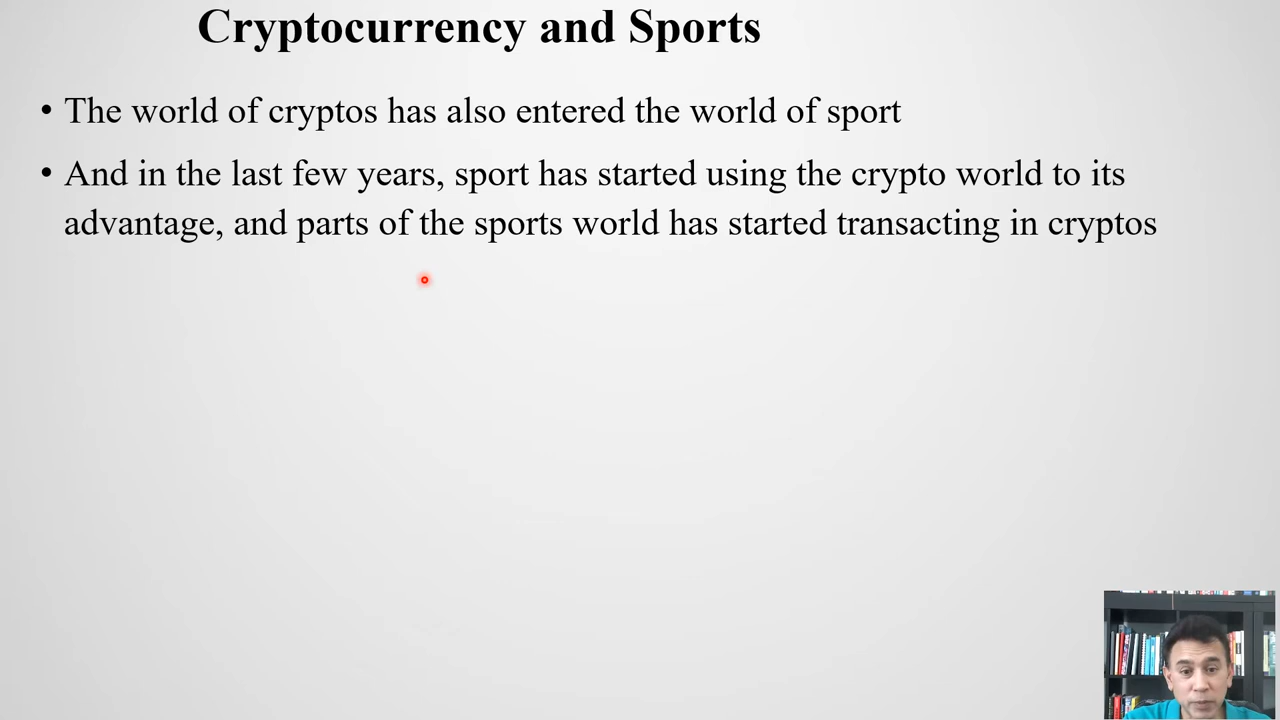 Cryptocurrency and Sports
• The world of cryptos has also entered the world of sport
• And in the last few years, sport has started using the crypto world to its
advantage, and parts of the sports world has started transacting in cryptos